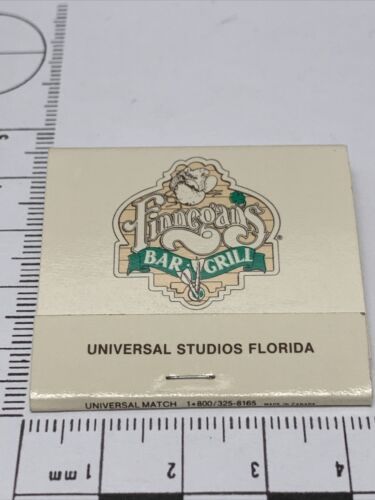 Finnegan's
BAR & GRILL
®
UNIVERSAL STUDIOS FLORIDA
UNIVERSAL MATCH 1+800/325-8165 MADE IN CANADA
mm 1 2 3 4